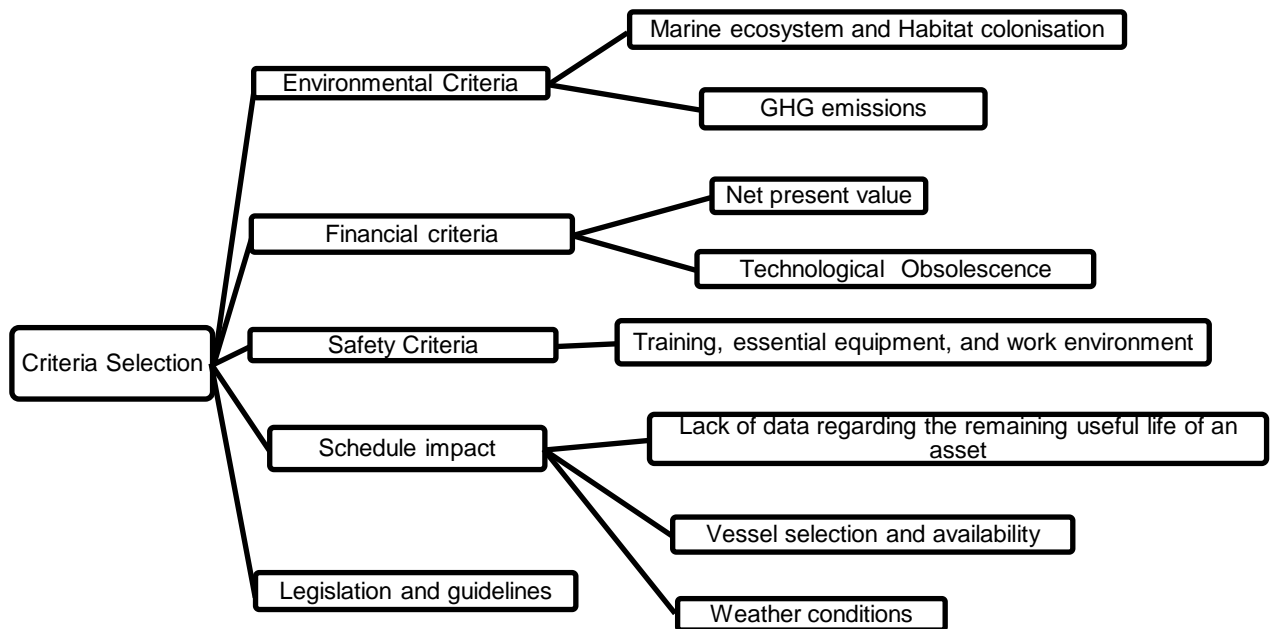 Marine ecosystem and Habitat colonisation
Environmental Criteria
GHG emissions
Net present value
Financial criteria
Technological Obsolescence
Criteria Selection
Safety Criteria
Training, essential equipment, and work environment
Schedule impact
Lack of data regarding the remaining useful life of an
asset
Vessel selection and availability
Legislation and guidelines
Weather conditions